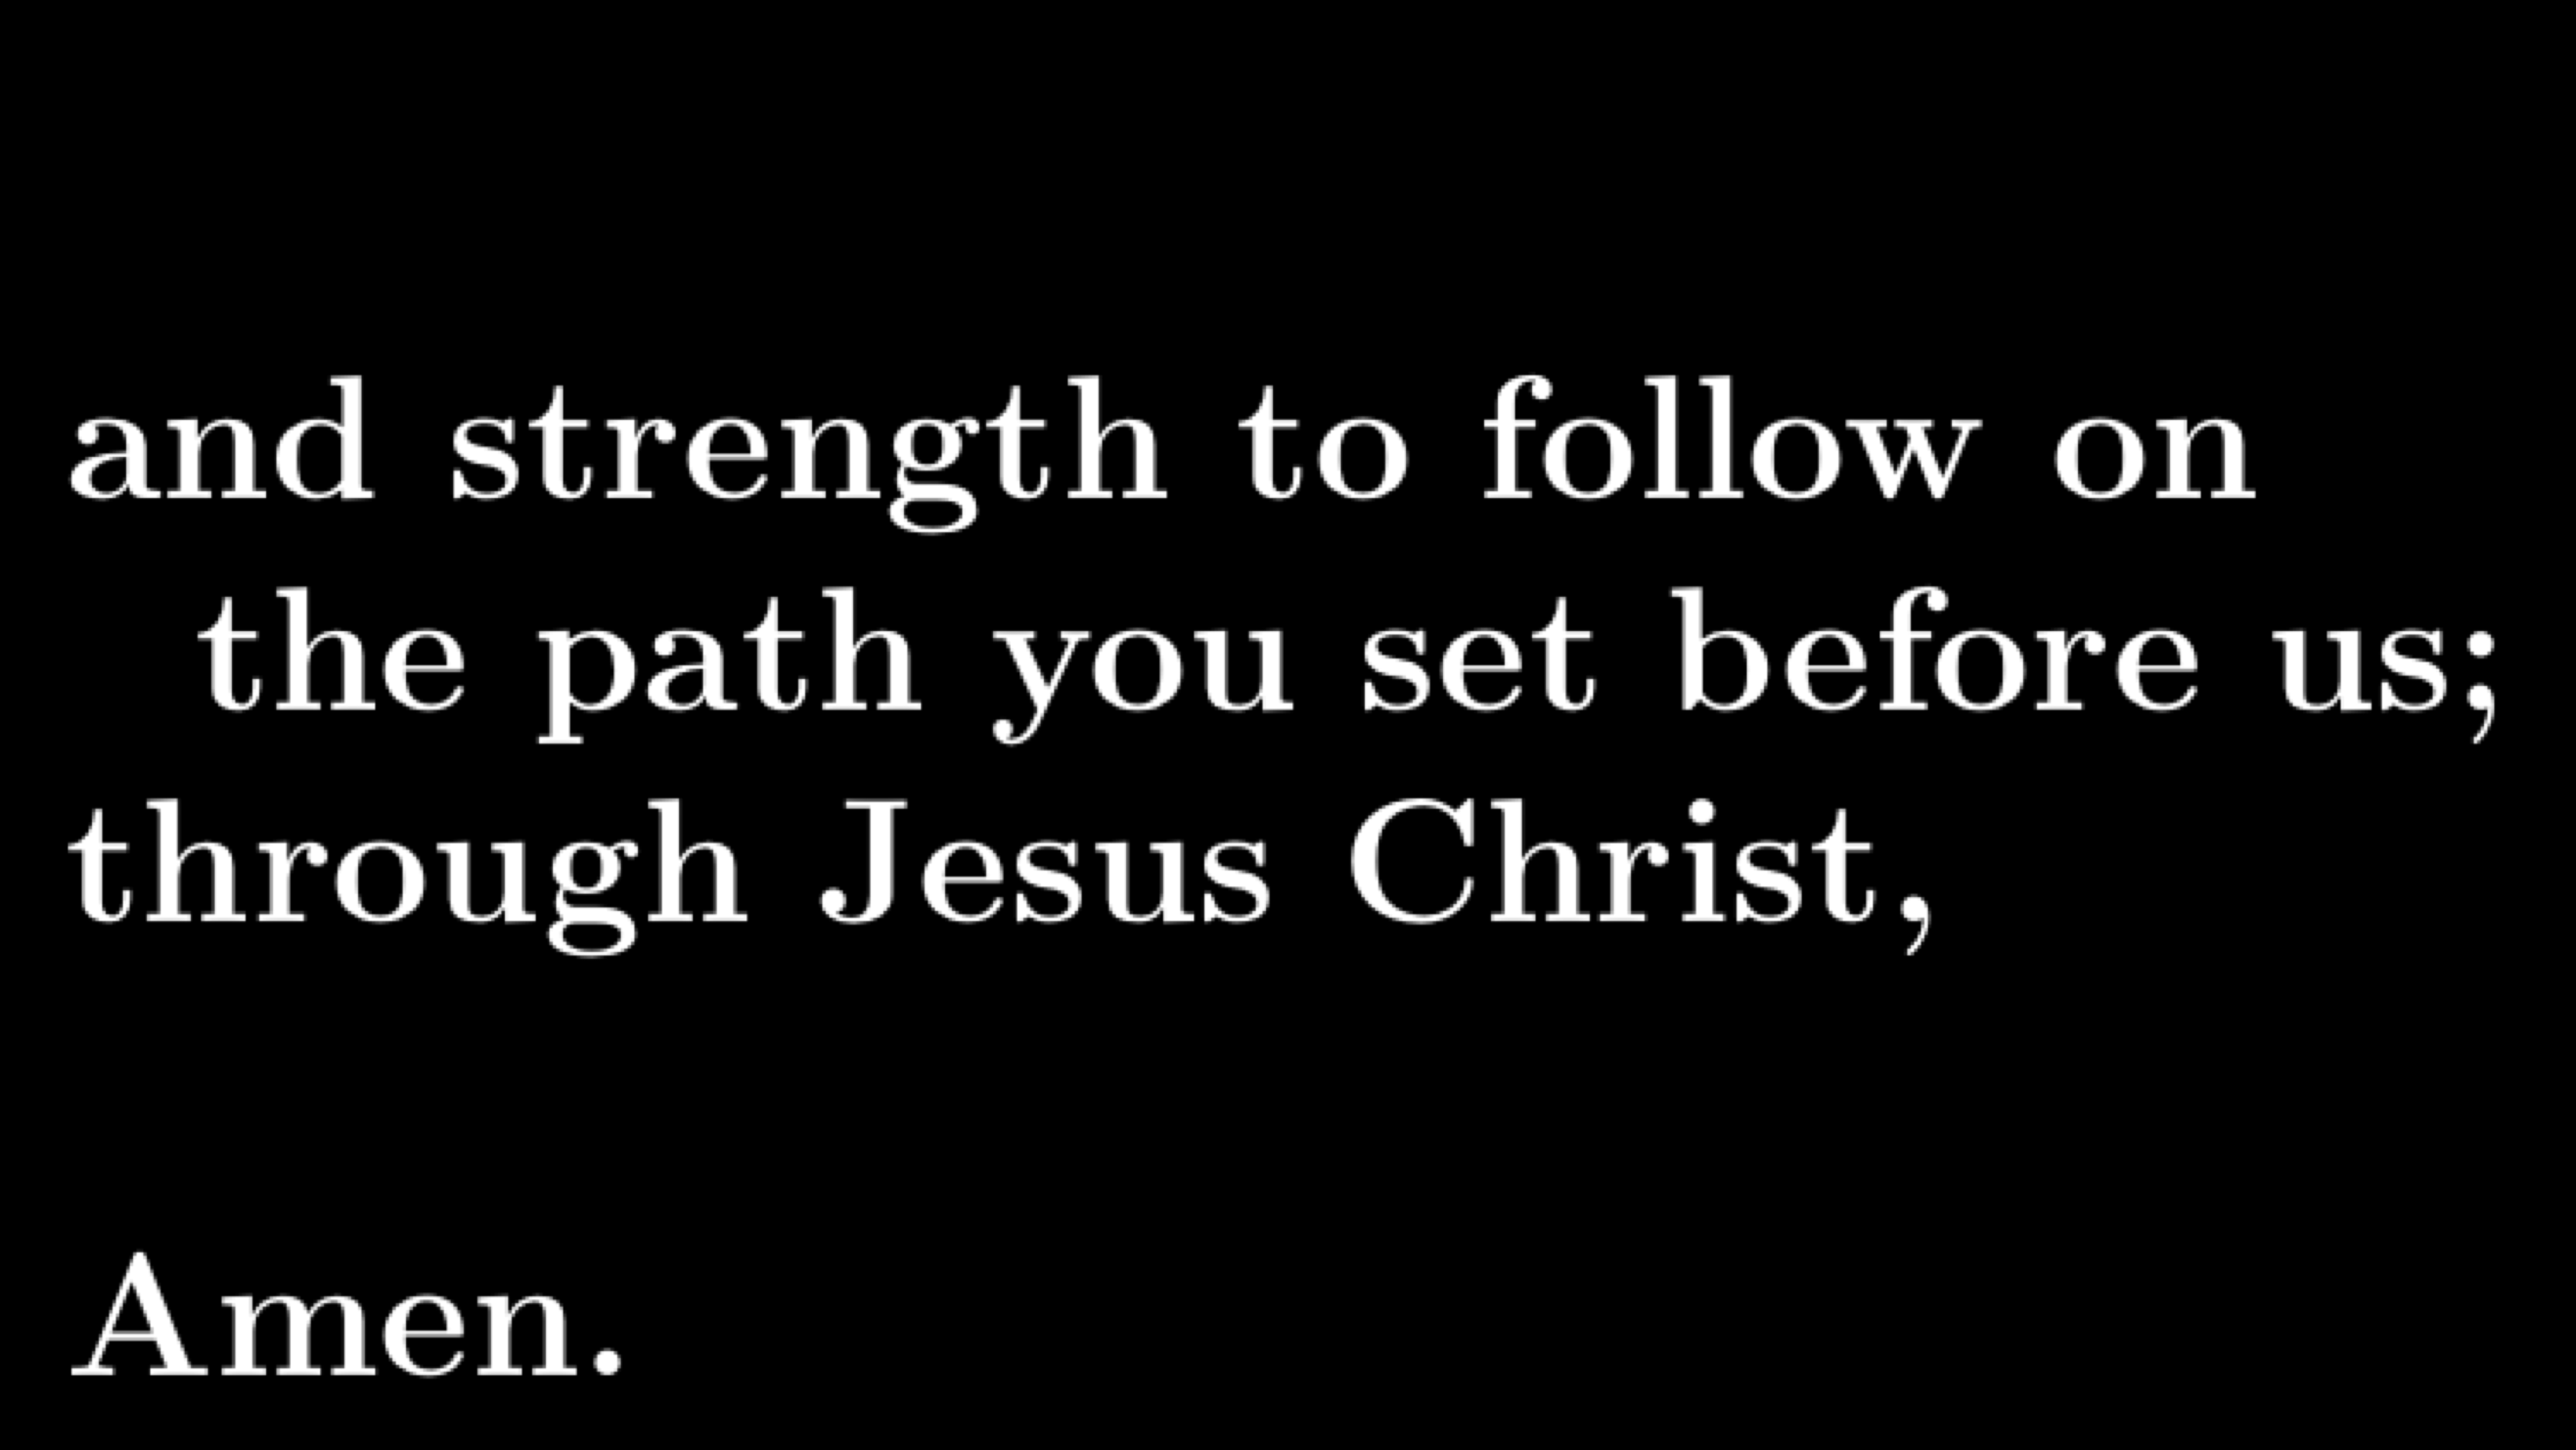 and strength to follow on
the path you set before us;
through Jesus Christ,
Amen.